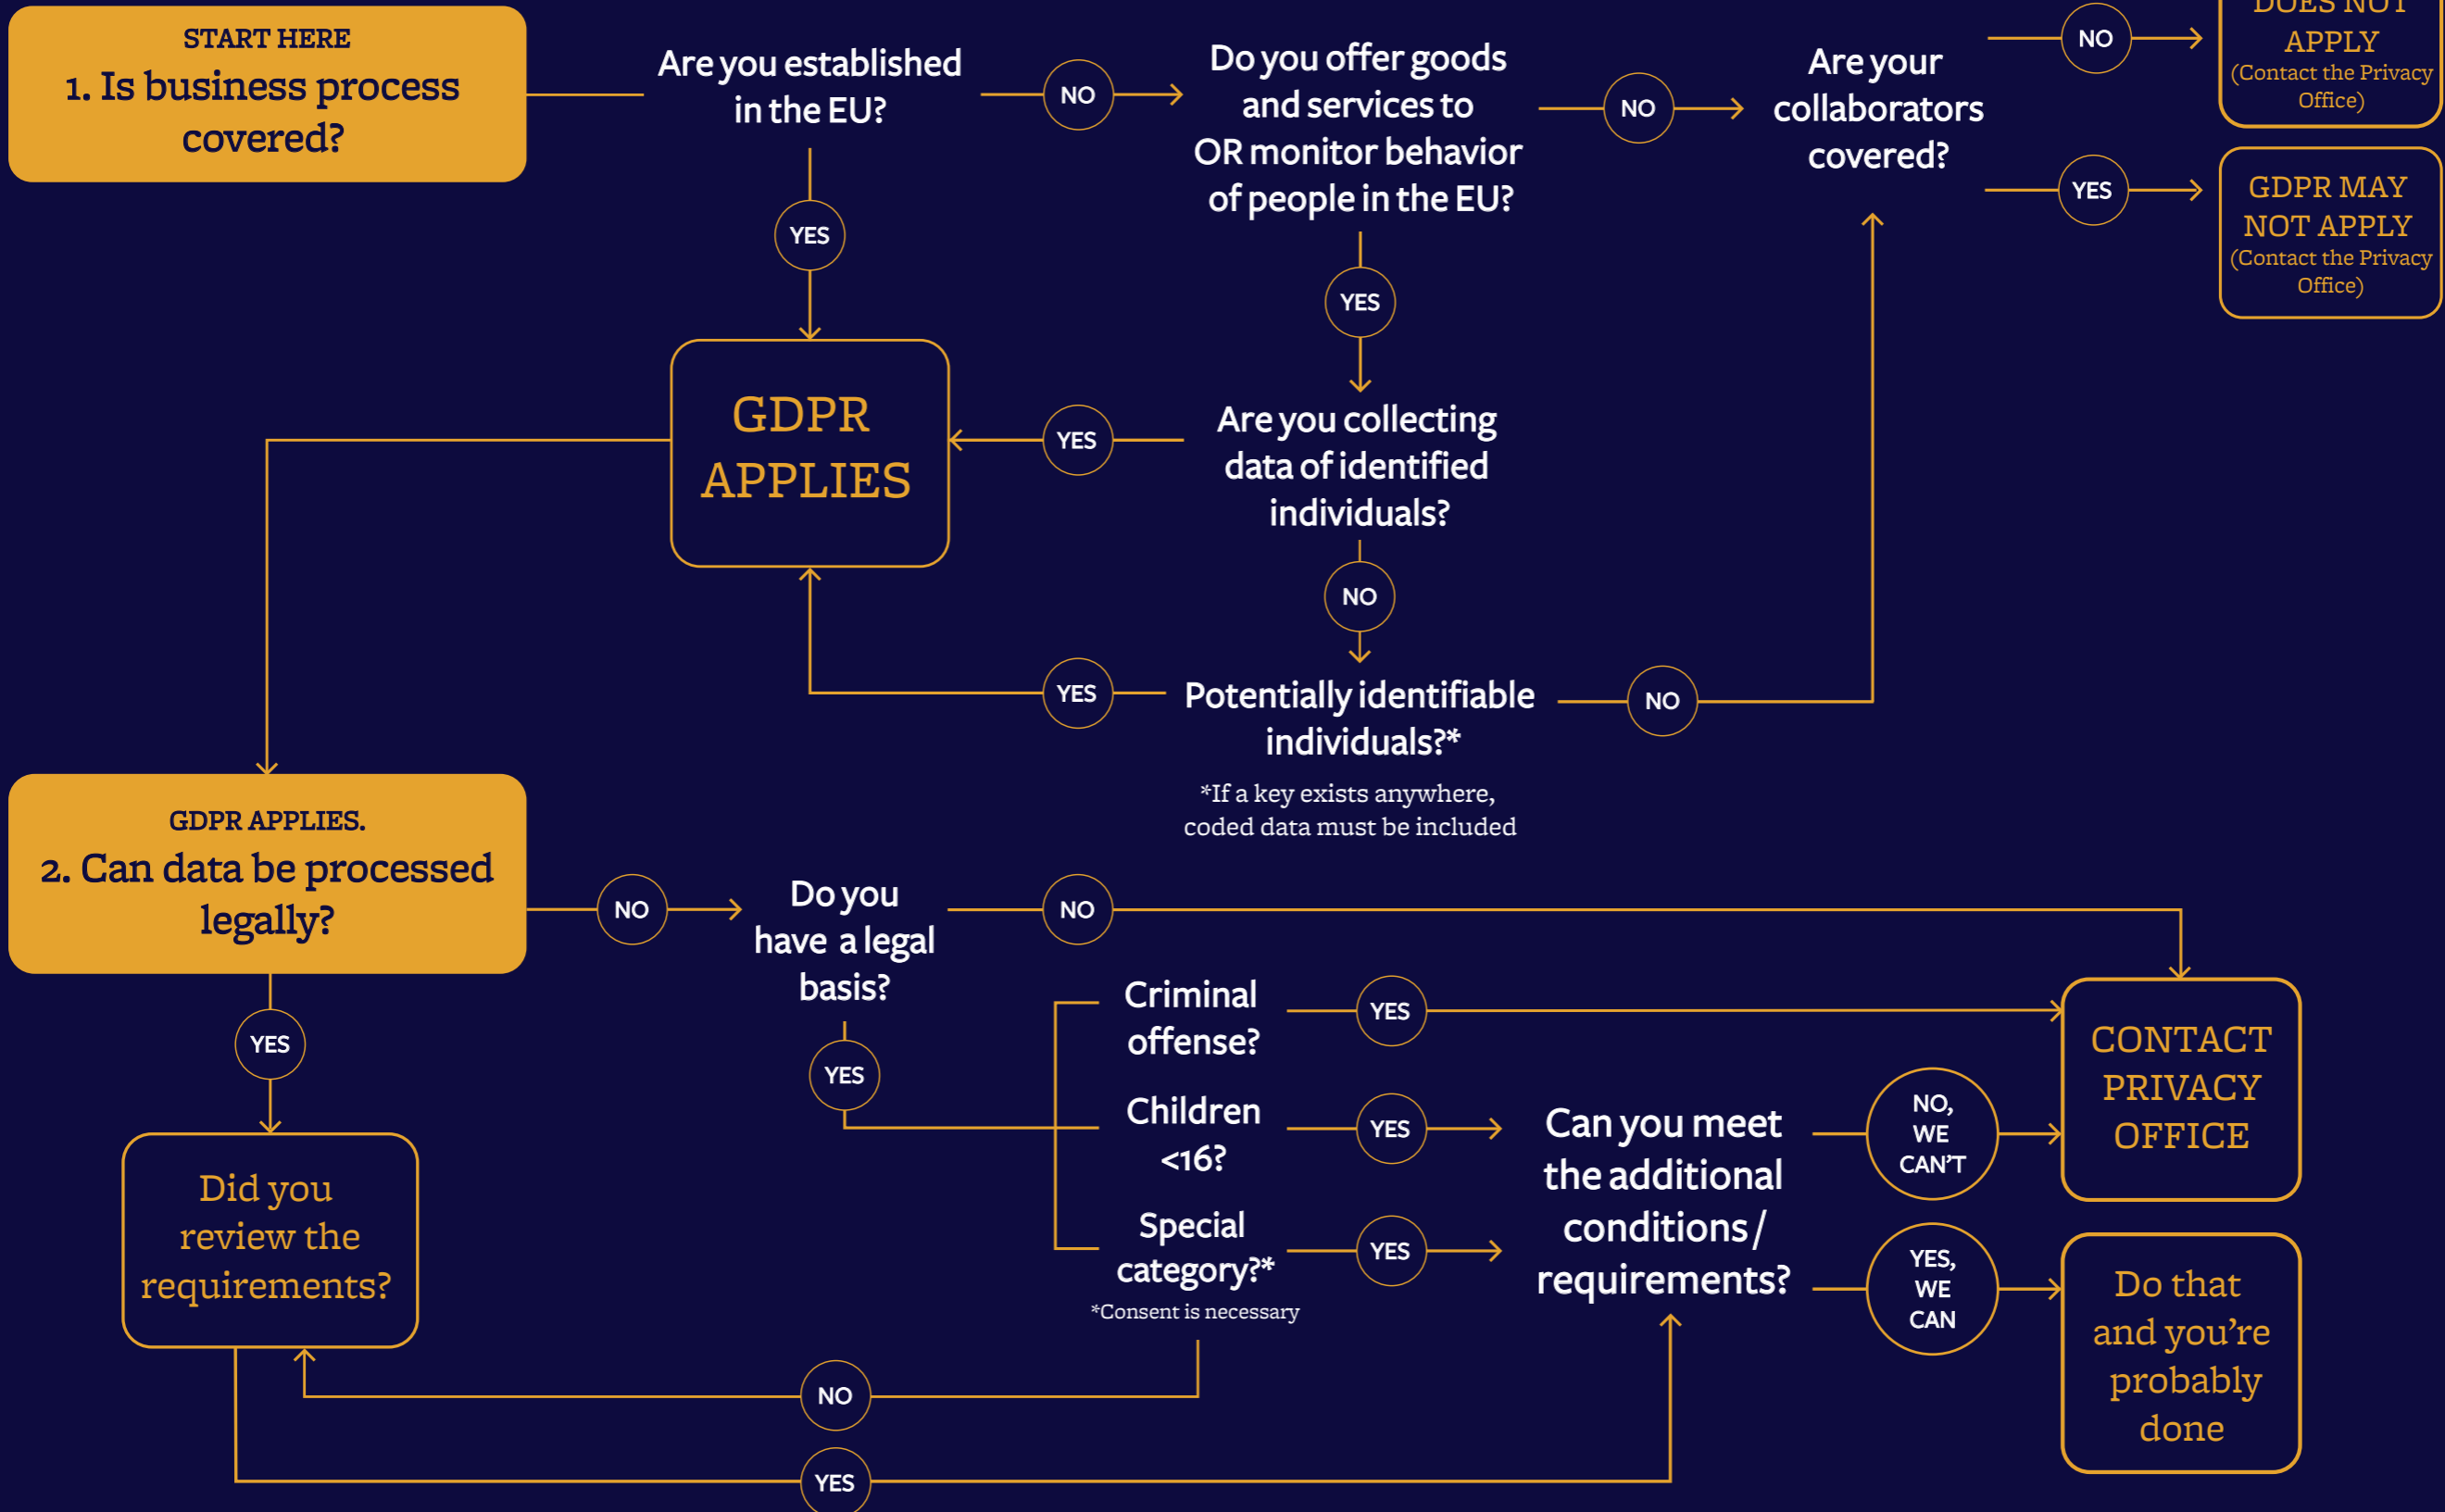 START HERE
1. Is business process
covered?
Are you established
in the EU?
NO
Do you offer goods
and services to
OR monitor behavior
of people in the EU?
NO
Are your
collaborators
covered?
NO
DOES NOT
APPLY
(Contact the Privacy
Office)
YES
GDPR MAY
NOT APPLY
(Contact the Privacy
Office)
YES
YES
GDPR
APPLIES
YES
Are you collecting
data of identified
individuals?
NO
YES
Potentially identifiable
individuals?*
NO
*If a key exists anywhere,
coded data must be included
GDPR APPLIES.
2. Can data be processed
legally?
NO
Do you
have a legal
basis?
NO
YES
YES
Criminal
offense?
YES
Children
<16?
YES
Special
category?*
*Consent is necessary
YES
Can you meet
the additional
conditions/
requirements?
NO,
WE
CAN'T
CONTACT
PRIVACY
OFFICE
YES,
WE
CAN
Do that
and you're
probably
done
Did you
review the
requirements?
NO
YES